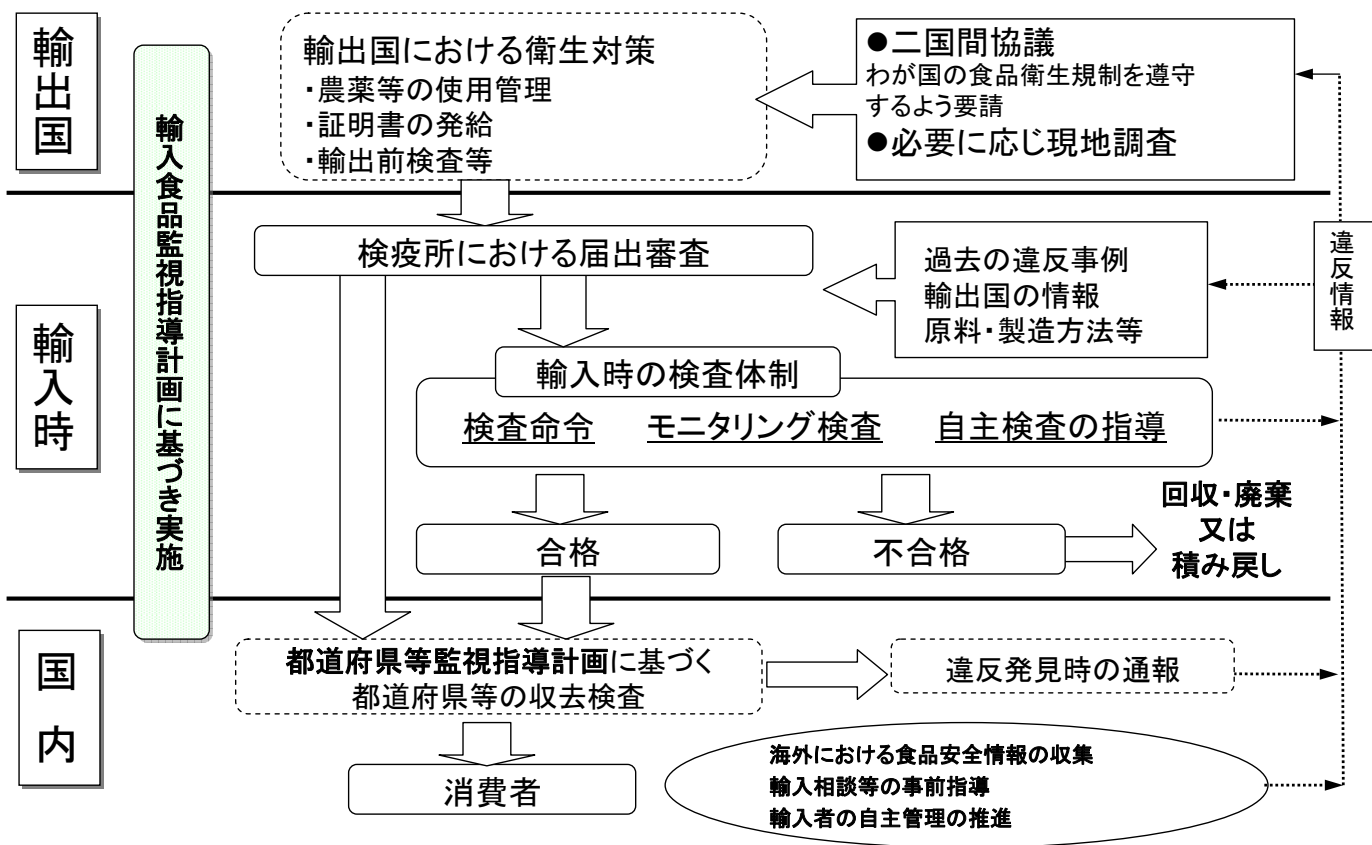 輸出国
輸入食品監視指導計画に基づき実施
輸出国における衛生対策
・農薬等の使用管理
・証明書の発給
・輸出前検査等
●二国間協議
わが国の食品衛生規制を遵守
するよう要請
●必要に応じ現地調査
違反情報
輸入時
検疫所における届出審査
過去の違反事例
輸出国の情報
原料・製造方法等
輸入時の検査体制
検査命令 モニタリング検査 自主検査の指導
合格
不合格
回収・廃棄
又は
積み戻し
国内
都道府県等監視指導計画に基づく
都道府県等の収去検査
違反発見時の通報
消費者
海外における食品安全情報の収集
輸入相談等の事前指導
輸入者の自主管理の推進